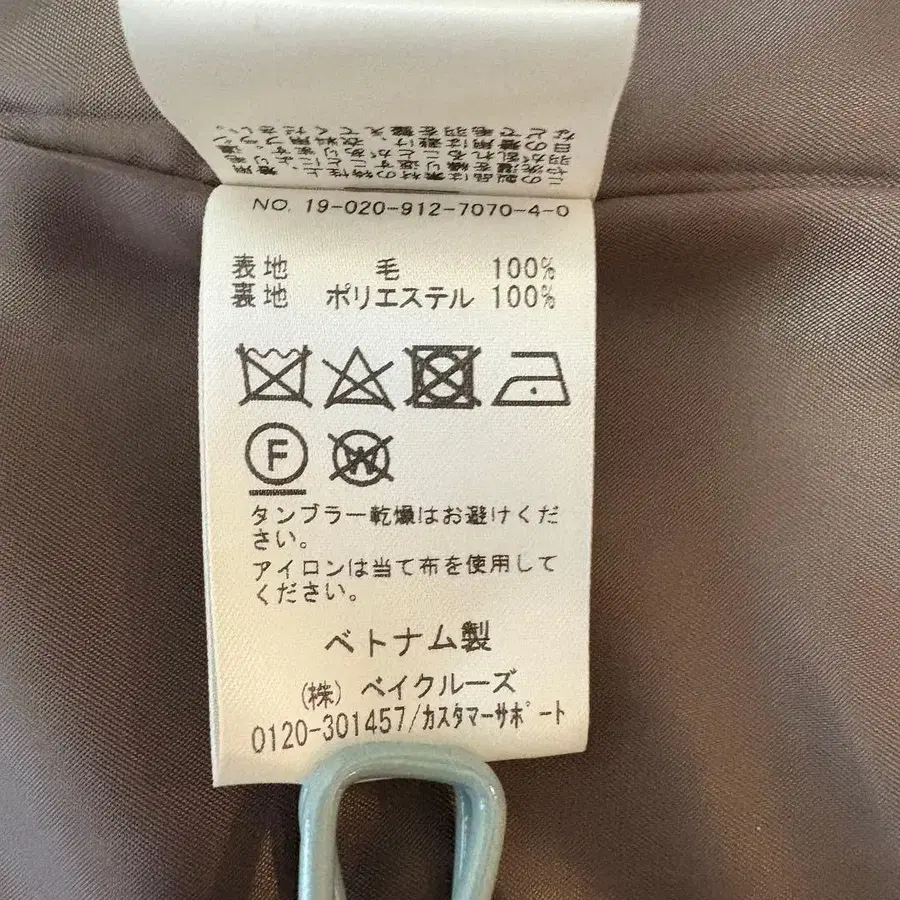 NO. 19-020-912-7070-4-0
表地 毛 100%
裏地 ポリエステル 100%
F W
タンブラー乾燥はお避けくだ
さい。
アイロンは当て布を使用して
ください。
ベトナム製
(株) ベイクルーズ
0120-301457/カスタマーサポート